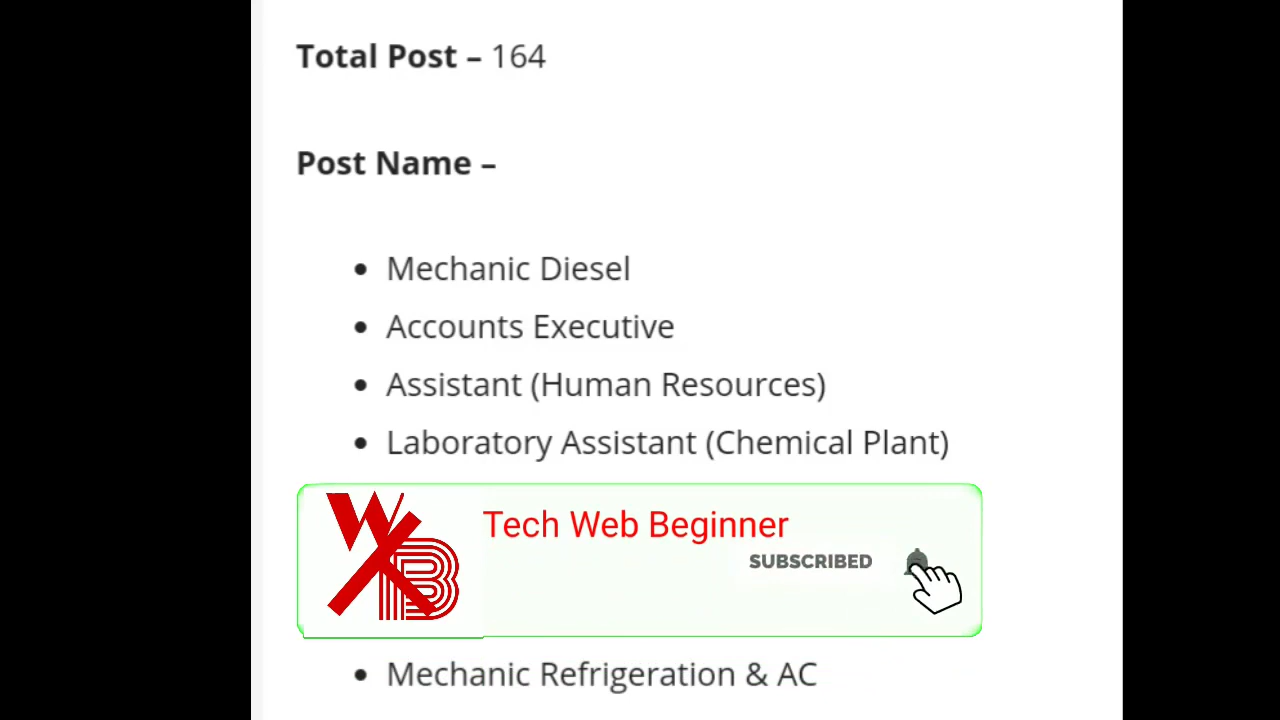 Total Post – 164
Post Name –
• Mechanic Diesel
• Accounts Executive
• Assistant (Human Resources)
• Laboratory Assistant (Chemical Plant)
WXB
Tech Web Beginner
SUBSCRIBED
• Mechanic Refrigeration & AC